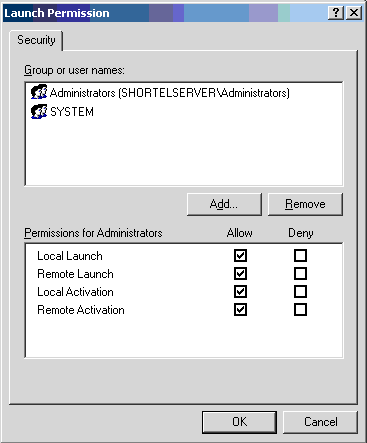 Launch Permission
Security
Group or user names:
Administrators (SHORTELSERVER\Administrators)
SYSTEM
Add... Remove
Permissions for Administrators Allow Deny
Local Launch
Remote Launch
Local Activation
Remote Activation
OK Cancel